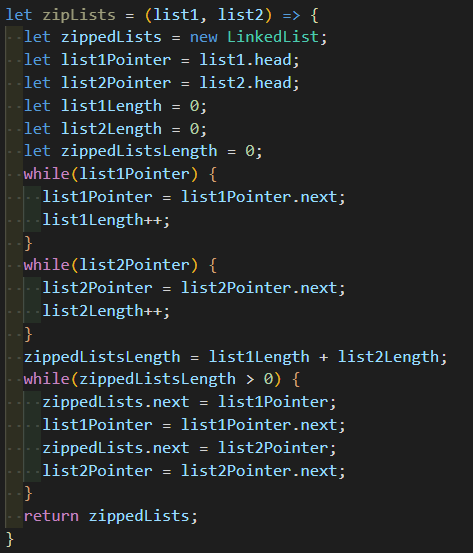 let zipLists = (list1, list2) => {
let zippedLists = new LinkedList;
let list1Pointer = list1.head;
let list2Pointer = list2.head;
let list1Length = 0;
let list2Length = 0;
let zippedListsLength = 0;
while(list1Pointer) {
list1Pointer = list1Pointer.next;
list1Length++;
}
while(list2Pointer) {
list2Pointer = list2Pointer.next;
list2Length++;
}
zippedListsLength = list1Length + list2Length;
while(zippedListsLength > 0) {
zippedLists.next = list1Pointer;
list1Pointer = list1Pointer.next;
zippedLists.next = list2Pointer;
list2Pointer = list2Pointer.next;
}
return zippedLists;
}